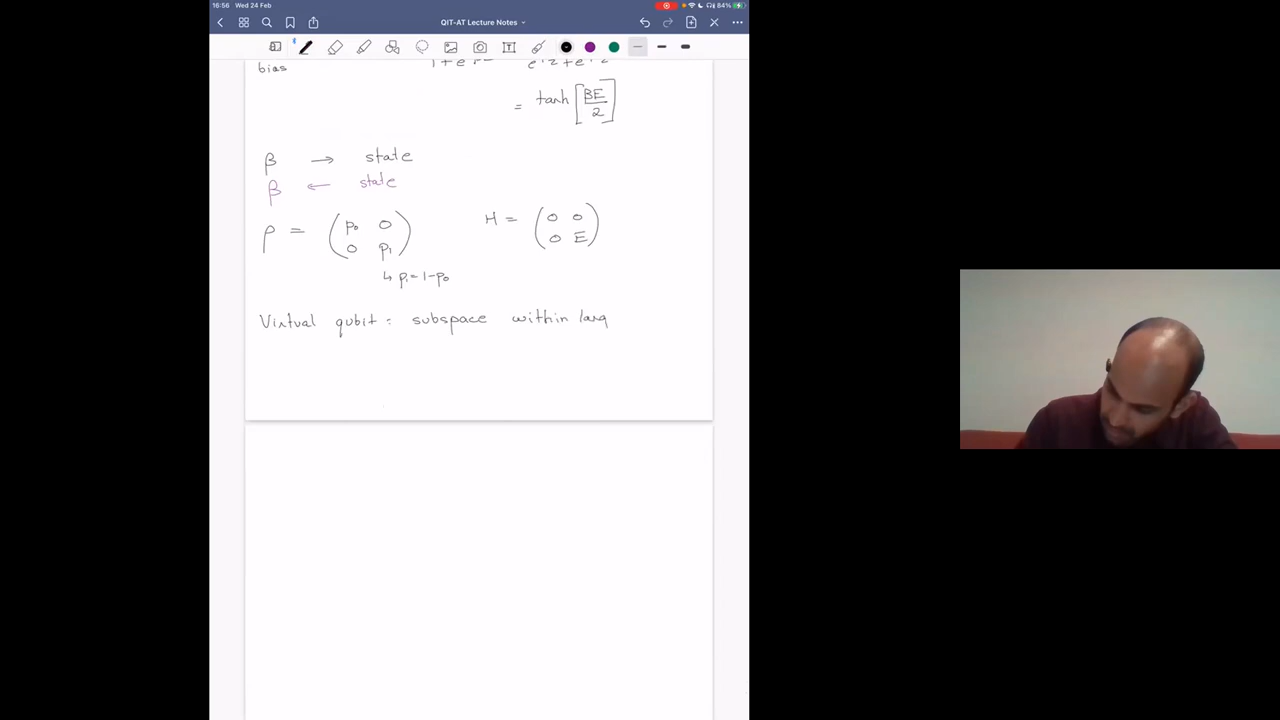 16:56 Wed 24 Feb
84%
QIT-AT Lecture Notes
bias
= tanh [βE/2]
β → state
β ← state
ρ = (p₀ 0
0 p₁)
H = (0 0
0 E)
↳ p₁ = 1-p₀
Virtual qubit : subspace within larg